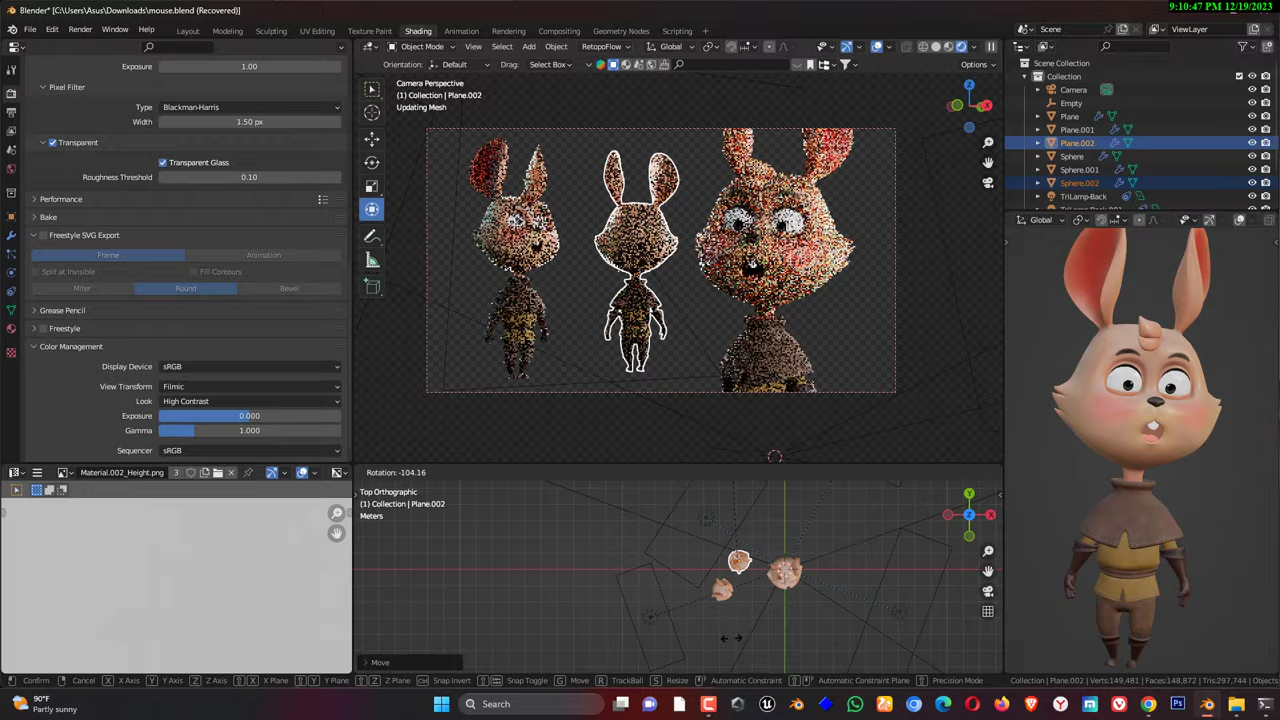 9:10:47 PM 12/19/2023
Blender* [C:\Users\Asus\Downloads\mouse.blend (Recovered)]
File Edit Render Window Help Layout Modeling Sculpting UV Editing Texture Paint Shading Animation Rendering Compositing Geometry Nodes Scripting Scene ViewLayer
Object Mode View Select Add Object RetopoFlow Global
Orientation: Default Drag: Select Box Options
Exposure 1.00
Pixel Filter
Type Blackman-Harris
Width 1.50 px
Transparent
Transparent Glass
Roughness Threshold 0.10
Performance
Bake
Freestyle SVG Export
Frame Animation
Split at Invisible Fill Contours
Miter Round Bevel
Grease Pencil
Freestyle
Color Management
Display Device sRGB
View Transform Filmic
Look High Contrast
Exposure 0.000
Gamma 1.000
Sequencer sRGB
Camera Perspective
(1) Collection | Plane.002
Updating Mesh
Scene Collection
Collection
Camera
Empty
Plane
Plane.001
Plane.002
Sphere
Sphere.001
Sphere.002
TriLamp-Back
Global
Material.002_Height.png 3
Rotation: -104.16
Top Orthographic
(1) Collection | Plane.002
Meters
Y
Z
X
Move
Confirm Cancel X X Axis Y Y Axis Z Z Axis X X Plane Y Y Plane Z Z Plane Snap Invert Snap Toggle G Move R TrackBall S Resize Automatic Constraint Automatic Constraint Plane Precision Mode Collection | Plane.002 | Verts:149,481 | Faces:148,872 | Tris:297,744 | Objects:
90°F
Partly sunny
Search